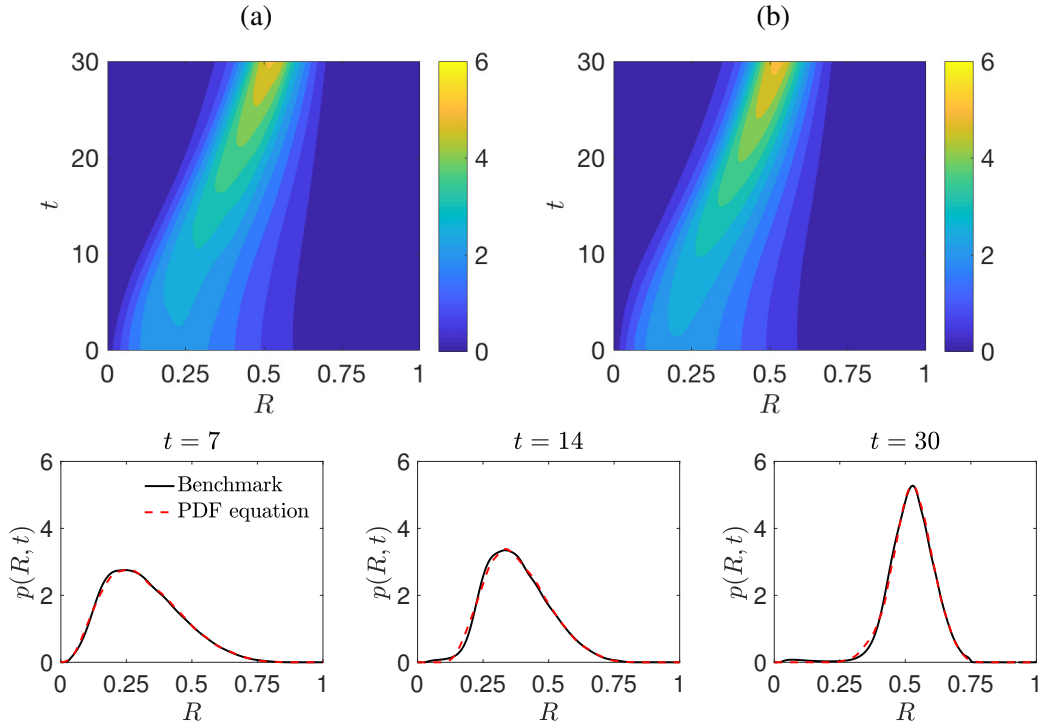 (a) (b)
30 6 30 6
20 4 20 4
t t
10 2 10 2
0 0 0 0
0 0.25 0.5 0.75 1 0 0.25 0.5 0.75 1
R R
t = 7 t = 14 t = 30
6 6 6
Benchmark
PDF equation
4 4 4
p(R, t) p(R, t) p(R, t)
2 2 2
0 0 0
0 0.25 0.5 0.75 1 0 0.25 0.5 0.75 1 0 0.25 0.5 0.75 1
R R R